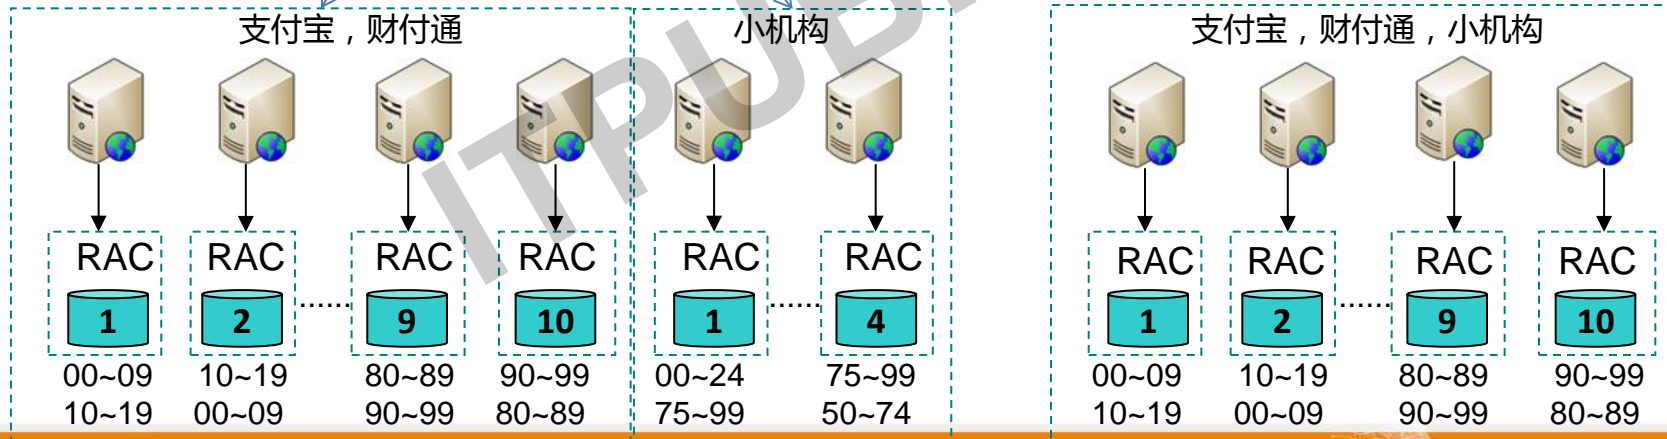 支付宝，财付通
小机构
支付宝，财付通，小机构
RAC RAC RAC RAC RAC RAC RAC RAC RAC RAC
1 2 ...... 9 10 1 ...... 4 1 2 ...... 9 10
00~09 10~19 80~89 90~99 00~24 75~99 00~09 10~19 80~89 90~99
10~19 00~09 90~99 80~89 75~99 50~74 10~19 00~09 90~99 80~89
ITPUB